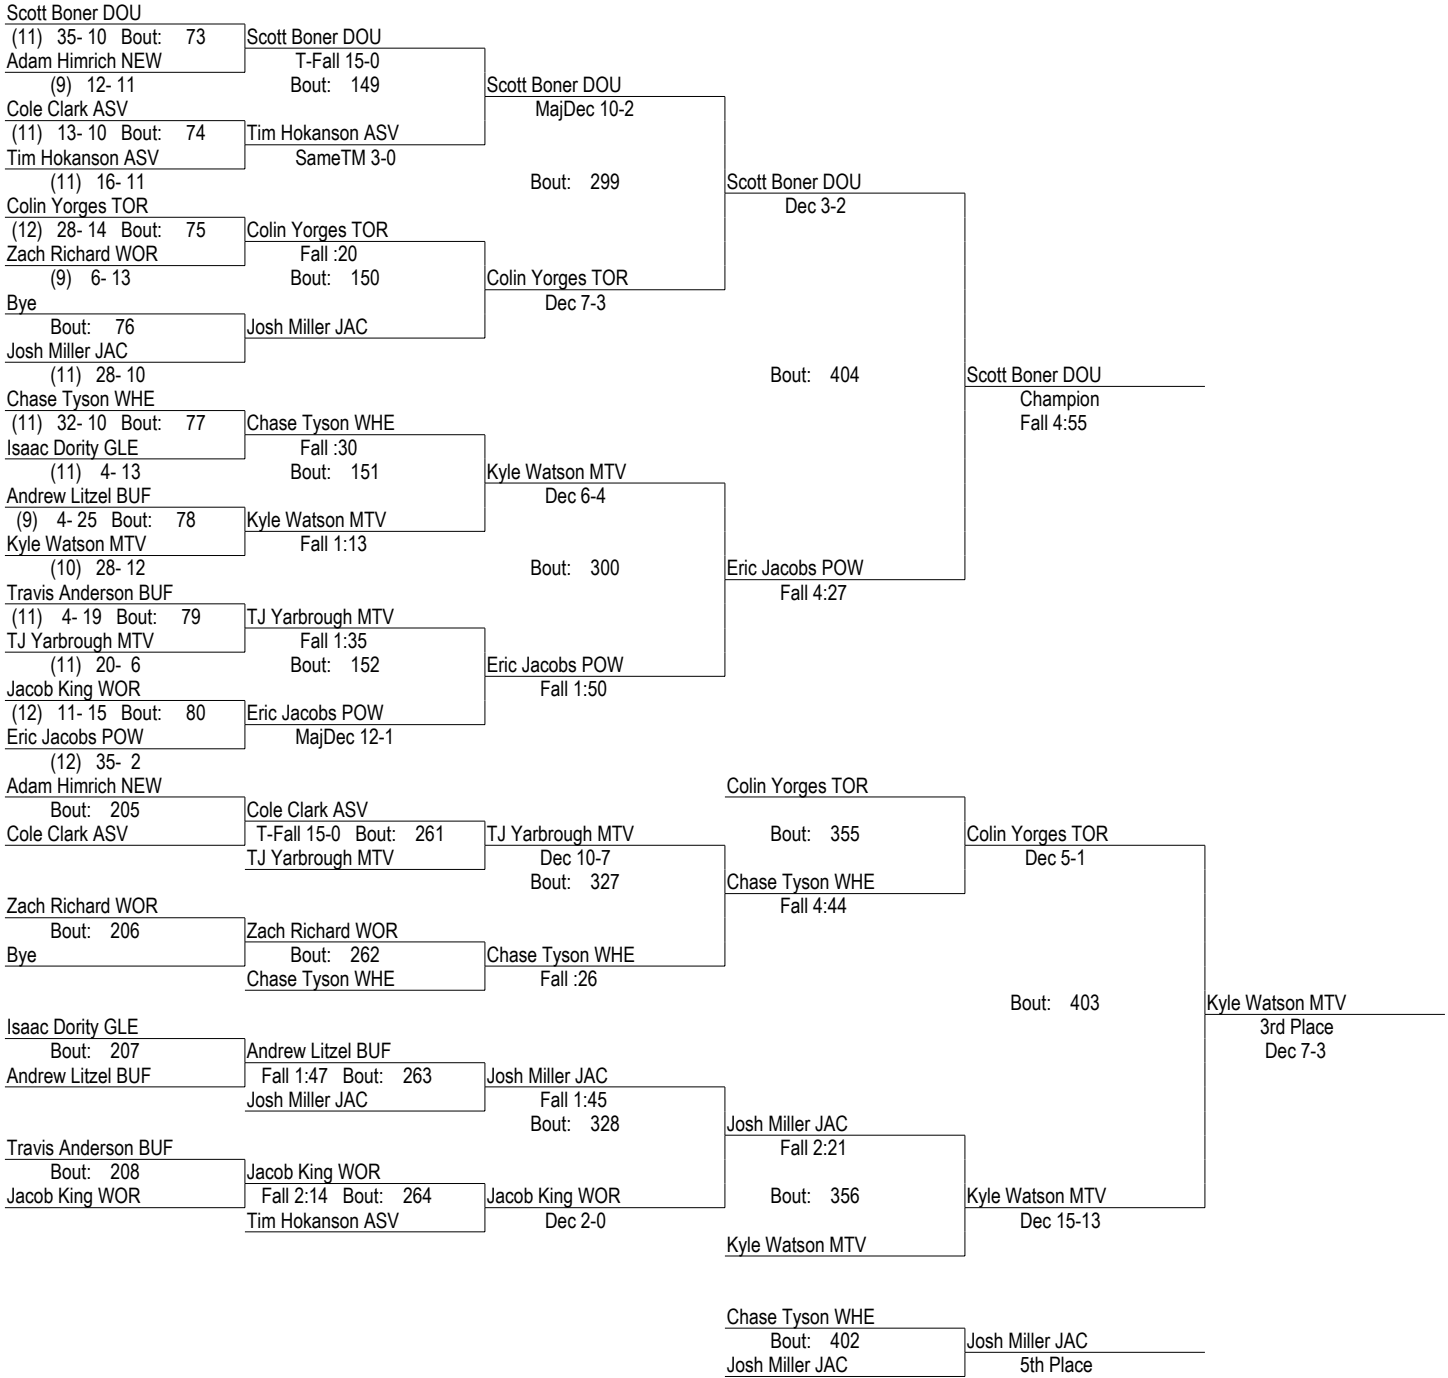 Scott Boner DOU
(11) 35- 10 Bout: 73 Scott Boner DOU
Adam Himrich NEW T-Fall 15-0
(9) 12- 11 Bout: 149 Scott Boner DOU
Cole Clark ASV MajDec 10-2
(11) 13- 10 Bout: 74 Tim Hokanson ASV
Tim Hokanson ASV SameTM 3-0
(11) 16- 11 Bout: 299 Scott Boner DOU
Colin Yorges TOR Dec 3-2
(12) 28- 14 Bout: 75 Colin Yorges TOR
Zach Richard WOR Fall :20
(9) 6- 13 Bout: 150 Colin Yorges TOR
Bye Dec 7-3
Bout: 76 Josh Miller JAC
Josh Miller JAC
(11) 28- 10 Bout: 404 Scott Boner DOU
Chase Tyson WHE Champion
(11) 32- 10 Bout: 77 Chase Tyson WHE Fall 4:55
Isaac Dority GLE Fall :30
(11) 4- 13 Bout: 151 Kyle Watson MTV
Andrew Litzel BUF Dec 6-4
(9) 4- 25 Bout: 78 Kyle Watson MTV
Kyle Watson MTV Fall 1:13
(10) 28- 12 Bout: 300 Eric Jacobs POW
Travis Anderson BUF Fall 4:27
(11) 4- 19 Bout: 79 TJ Yarbrough MTV
TJ Yarbrough MTV Fall 1:35
(11) 20- 6 Bout: 152 Eric Jacobs POW
Jacob King WOR Fall 1:50
(12) 11- 15 Bout: 80 Eric Jacobs POW
Eric Jacobs POW MajDec 12-1
(12) 35- 2
Adam Himrich NEW Colin Yorges TOR
Bout: 205 Cole Clark ASV
Cole Clark ASV T-Fall 15-0 Bout: 261 TJ Yarbrough MTV Bout: 355 Colin Yorges TOR
TJ Yarbrough MTV Dec 10-7 Dec 5-1
Bout: 327 Chase Tyson WHE
Zach Richard WOR Fall 4:44
Bout: 206 Zach Richard WOR
Bye Bout: 262 Chase Tyson WHE
Chase Tyson WHE Fall :26
Bout: 403 Kyle Watson MTV
Isaac Dority GLE 3rd Place
Bout: 207 Andrew Litzel BUF Dec 7-3
Andrew Litzel BUF Fall 1:47 Bout: 263 Josh Miller JAC
Josh Miller JAC Fall 1:45
Bout: 328 Josh Miller JAC
Travis Anderson BUF Fall 2:21
Bout: 208 Jacob King WOR
Jacob King WOR Fall 2:14 Bout: 264 Jacob King WOR Bout: 356 Kyle Watson MTV
Tim Hokanson ASV Dec 2-0 Dec 15-13
Kyle Watson MTV
Chase Tyson WHE
Bout: 402 Josh Miller JAC
Josh Miller JAC 5th Place